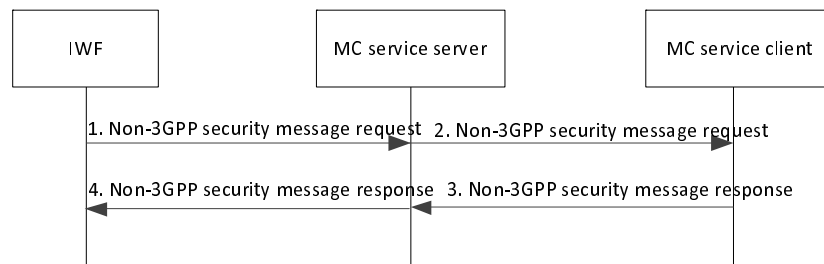 IWF
MC service server
MC service client
1. Non-3GPP security message request
2. Non-3GPP security message request
4. Non-3GPP security message response
3. Non-3GPP security message response